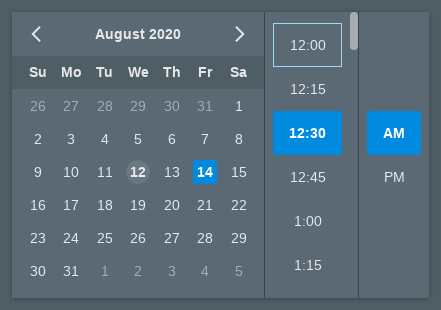 August 2020
Su Mo Tu We Th Fr Sa
26 27 28 29 30 31 1
2 3 4 5 6 7 8
9 10 11 12 13 14 15
16 17 18 19 20 21 22
23 24 25 26 27 28 29
30 31 1 2 3 4 5
12:00
12:15
12:30
12:45
1:00
1:15
AM
PM